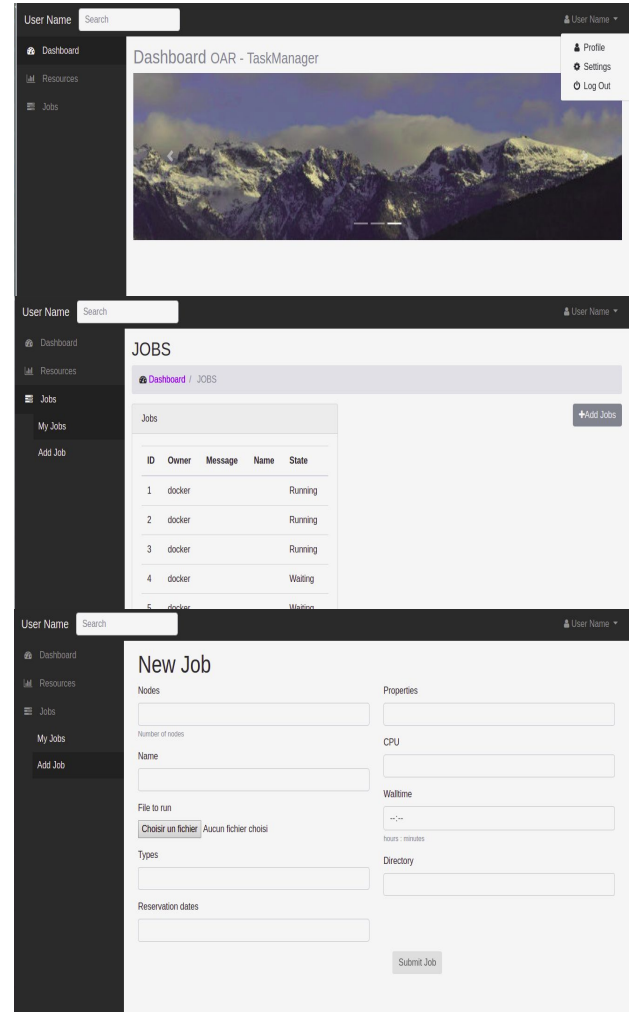 User Name Search User Name
Dashboard
Resources
Jobs
Profile
Settings
Log Out
Dashboard OAR - TaskManager
User Name Search User Name
Dashboard
Resources
Jobs
My Jobs
Add Job
JOBS
Dashboard / JOBS
+Add Jobs
Jobs
ID Owner Message Name State
1 docker Running
2 docker Running
3 docker Running
4 docker Waiting
5 docker Waiting
User Name Search User Name
Dashboard
Resources
Jobs
My Jobs
Add Job
New Job
Nodes
Number of nodes
Name
File to run
Choisir un fichier Aucun fichier choisi
Types
Reservation dates
Properties
CPU
Walltime
--:--
hours : minutes
Directory
Submit Job